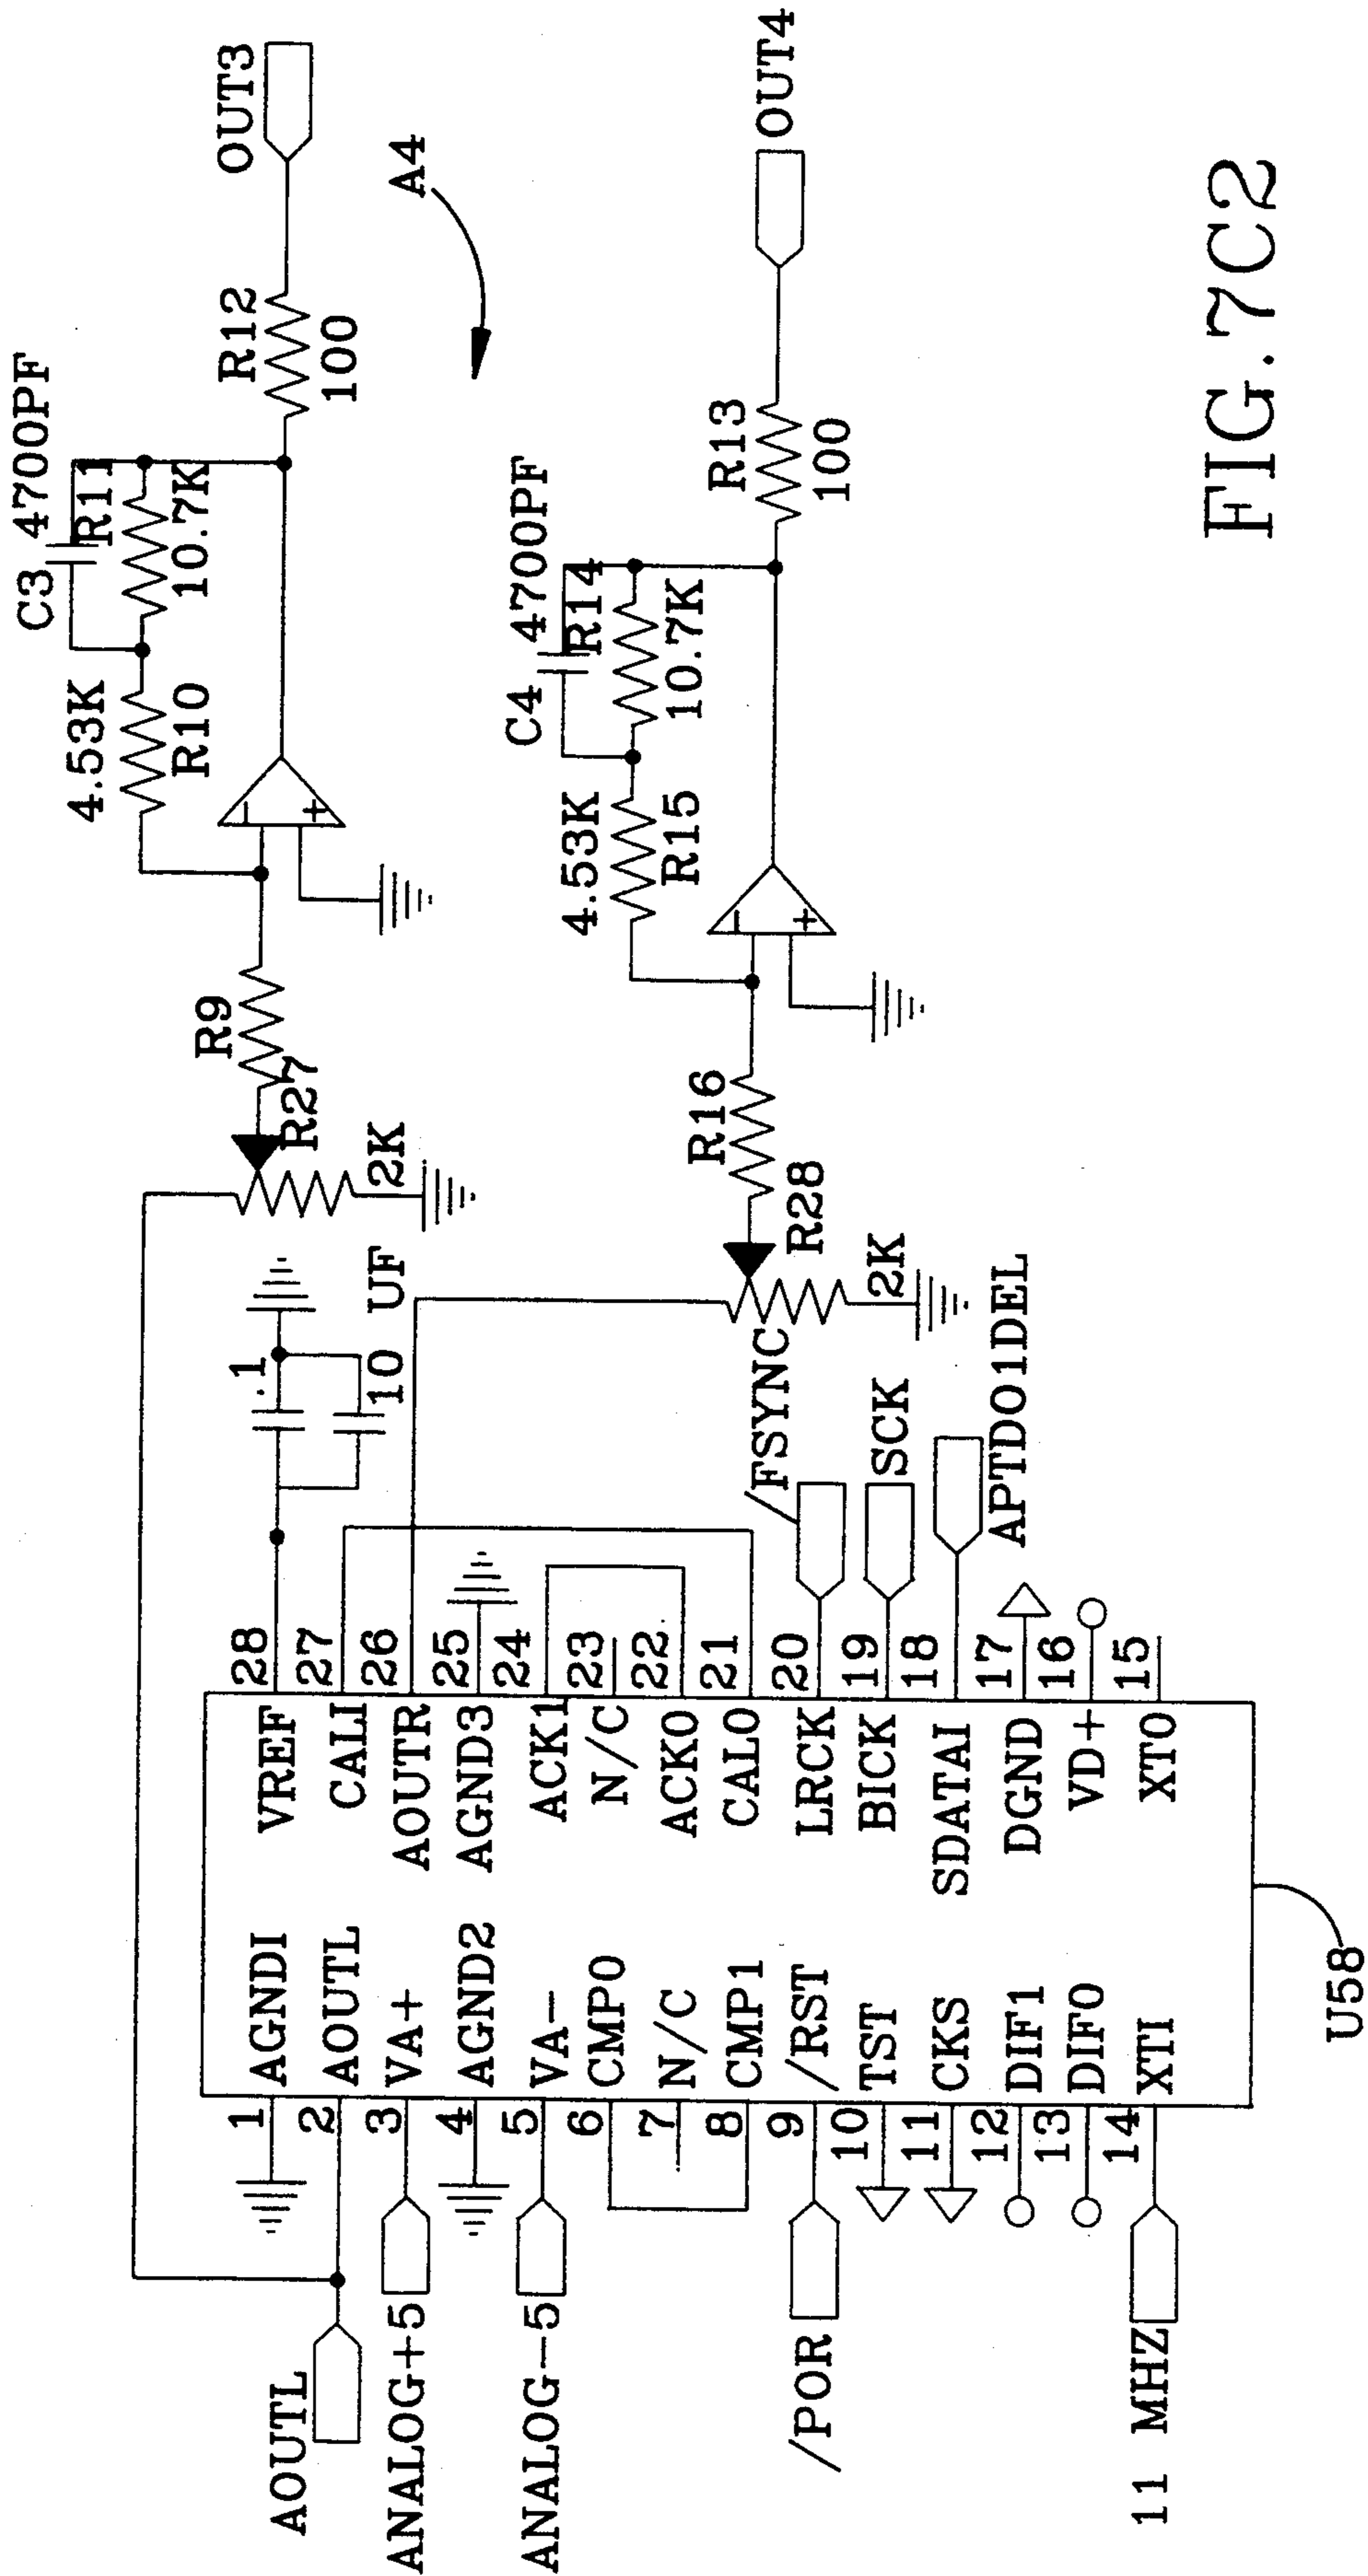 AOUTL
ANALOG+5
ANALOG-5
/POR
11 MHZ
1
2
3
4
5
6
7
8
9
10
11
12
13
14
AGNDI
AOUTL
VA+
AGND2
VA-
CMPO
N/C
CMP1
/RST
TST
CKS
DIF1
DIFO
XTI
U58
VREF
CALI
AOUTR
AGND3
ACK1
N/C
ACKO
CALO
LRCK
BICK
SDATAI
DGND
VD+
XTO
28
27
26
25
24
23
22
21
20
19
18
17
16
15
.1
10 UF
/FSYNC
SCK
APTDO1DEL
R27
2K
R9
4.53K
R10
C3 4700PF
R11
10.7K
R12
100
OUT3
A4
R28
2K
R16
4.53K
R15
C4 4700PF
R14
10.7K
R13
100
OUT4
-
+
-
+
FIG.7C2